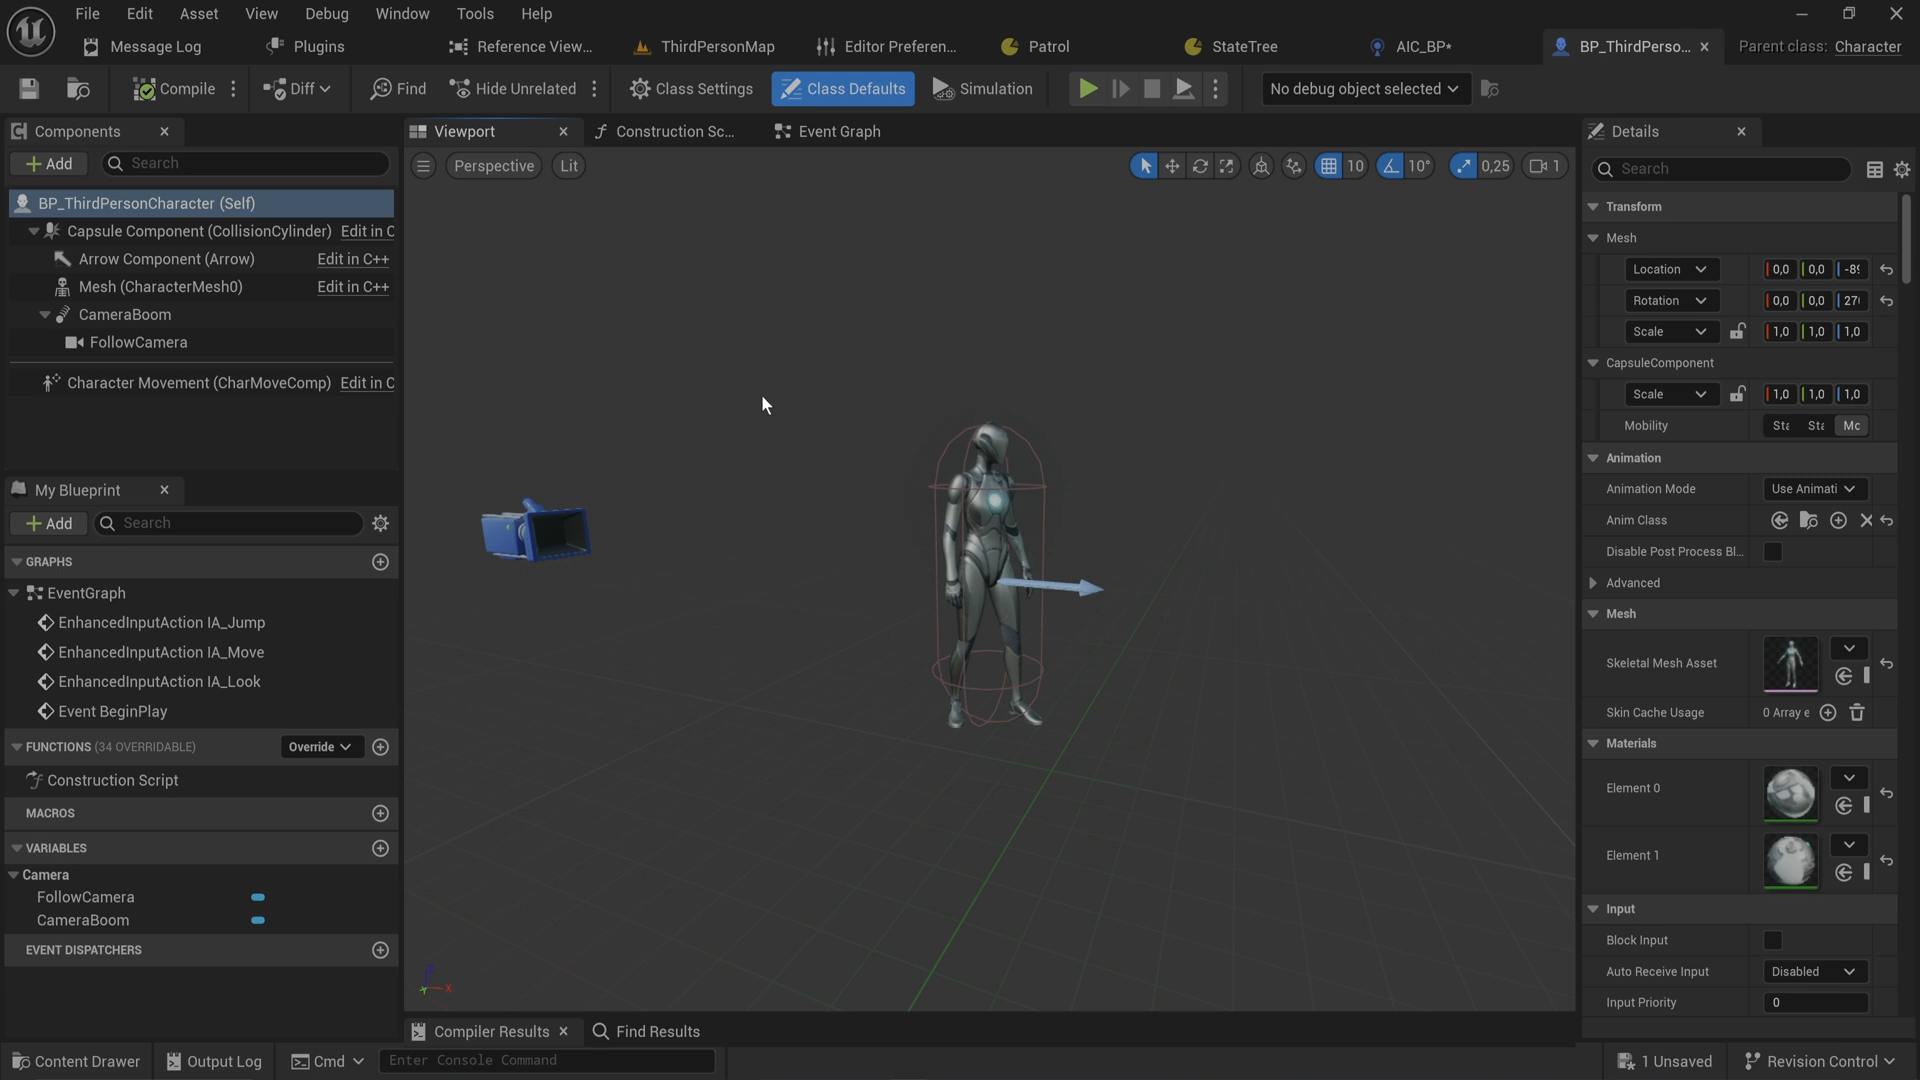 File Edit Asset View Debug Window Tools Help
Message Log Plugins Reference View... ThirdPersonMap Editor Preferen... Patrol StateTree AIC_BP* BP_ThirdPerso... Parent class: Character
Compile Diff Find Hide Unrelated Class Settings Class Defaults Simulation No debug object selected
Components
Add Search
BP_ThirdPersonCharacter (Self)
Capsule Component (CollisionCylinder) Edit in C
Arrow Component (Arrow) Edit in C++
Mesh (CharacterMesh0) Edit in C++
CameraBoom
FollowCamera
Character Movement (CharMoveComp) Edit in C
My Blueprint
Add Search
GRAPHS
EventGraph
EnhancedInputAction IA_Jump
EnhancedInputAction IA_Move
EnhancedInputAction IA_Look
Event BeginPlay
FUNCTIONS (34 OVERRIDABLE) Override
Construction Script
MACROS
VARIABLES
Camera
FollowCamera
CameraBoom
EVENT DISPATCHERS
Viewport Construction Sc... Event Graph
Perspective Lit 10 10° 0,25 1
Z
X
Y
Compiler Results Find Results
Details
Search
Transform
Mesh
Location 0,0 0,0 -89
Rotation 0,0 0,0 270
Scale 1,0 1,0 1,0
CapsuleComponent
Scale 1,0 1,0 1,0
Mobility Sta Sta Mo
Animation
Animation Mode Use Animati
Anim Class
Disable Post Process Bl...
Advanced
Mesh
Skeletal Mesh Asset
Skin Cache Usage 0 Array e
Materials
Element 0
Element 1
Input
Block Input
Auto Receive Input Disabled
Input Priority 0
Content Drawer Output Log Cmd Enter Console Command 1 Unsaved Revision Control